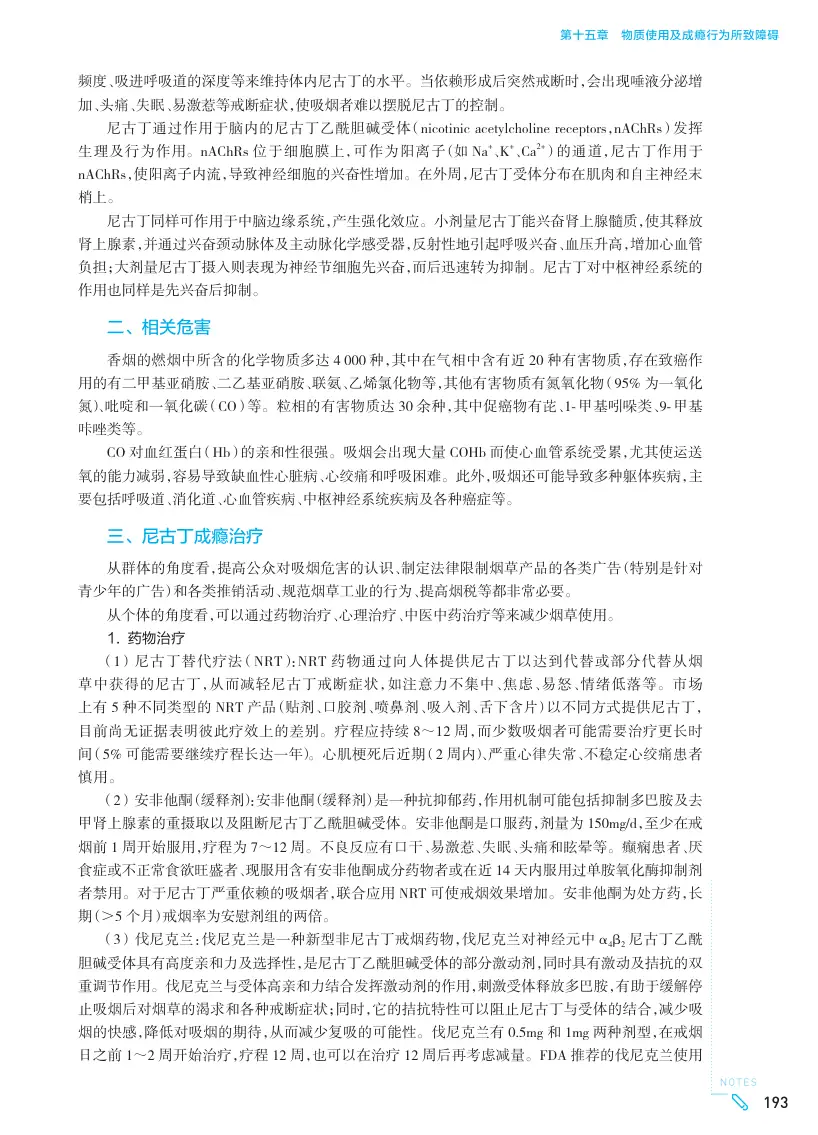 第十五章　物质使用及成瘾行为所致障碍
频度、吸进呼吸道的深度等来维持体内尼古丁的水平。当依赖形成后突然戒断时,会出现唾液分泌增
加、头痛、失眠、易激惹等戒断症状,使吸烟者难以摆脱尼古丁的控制。
尼古丁通过作用于脑内的尼古丁乙酰胆碱受体(nicotinic acetylcholine receptors,nAChRs)发挥
生理及行为作用。nAChRs 位于细胞膜上,可作为阳离子(如 Na⁺、K⁺、Ca²⁺)的通道,尼古丁作用于
nAChRs,使阳离子内流,导致神经细胞的兴奋性增加。在外周,尼古丁受体分布在肌肉和自主神经末
梢上。
尼古丁同样可作用于中脑边缘系统,产生强化效应。小剂量尼古丁能兴奋肾上腺髓质,使其释放
肾上腺素,并通过兴奋颈动脉体及主动脉化学感受器,反射性地引起呼吸兴奋、血压升高,增加心血管
负担;大剂量尼古丁摄入则表现为神经节细胞先兴奋,而后迅速转为抑制。尼古丁对中枢神经系统的
作用也同样是先兴奋后抑制。
二、相关危害
香烟的燃烟中所含的化学物质多达 4 000 种,其中在气相中含有近 20 种有害物质,存在致癌作
用的有二甲基亚硝胺、二乙基亚硝胺、联氨、乙烯氯化物等,其他有害物质有氮氧化物(95% 为一氧化
氮)、吡啶和一氧化碳(CO)等。粒相的有害物质达 30 余种,其中促癌物有芘、1- 甲基吲哚类、9- 甲基
咔唑类等。
CO 对血红蛋白(Hb)的亲和性很强。吸烟会出现大量 COHb 而使心血管系统受累,尤其使运送
氧的能力减弱,容易导致缺血性心脏病、心绞痛和呼吸困难。此外,吸烟还可能导致多种躯体疾病,主
要包括呼吸道、消化道、心血管疾病、中枢神经系统疾病及各种癌症等。
三、尼古丁成瘾治疗
从群体的角度看,提高公众对吸烟危害的认识、制定法律限制烟草产品的各类广告(特别是针对
青少年的广告)和各类推销活动、规范烟草工业的行为、提高烟税等都非常必要。
从个体的角度看,可以通过药物治疗、心理治疗、中医中药治疗等来减少烟草使用。
1. 药物治疗
(1)尼古丁替代疗法(NRT):NRT 药物通过向人体提供尼古丁以达到代替或部分代替从烟
草中获得的尼古丁,从而减轻尼古丁戒断症状,如注意力不集中、焦虑、易怒、情绪低落等。市场
上有 5 种不同类型的 NRT 产品(贴剂、口胶剂、喷鼻剂、吸入剂、舌下含片)以不同方式提供尼古丁,
目前尚无证据表明彼此疗效上的差别。疗程应持续 8～12 周,而少数吸烟者可能需要治疗更长时
间(5% 可能需要继续疗程长达一年)。心肌梗死后近期(2 周内)、严重心律失常、不稳定心绞痛患者
慎用。
(2)安非他酮(缓释剂):安非他酮(缓释剂)是一种抗抑郁药,作用机制可能包括抑制多巴胺及去
甲肾上腺素的重摄取以及阻断尼古丁乙酰胆碱受体。安非他酮是口服药,剂量为 150mg/d,至少在戒
烟前 1 周开始服用,疗程为 7～12 周。不良反应有口干、易激惹、失眠、头痛和眩晕等。癫痫患者、厌
食症或不正常食欲旺盛者、现服用含有安非他酮成分药物者或在近 14 天内服用过单胺氧化酶抑制剂
者禁用。对于尼古丁严重依赖的吸烟者,联合应用 NRT 可使戒烟效果增加。安非他酮为处方药,长
期(＞5 个月)戒烟率为安慰剂组的两倍。
(3)伐尼克兰:伐尼克兰是一种新型非尼古丁戒烟药物,伐尼克兰对神经元中 α₄β₂ 尼古丁乙酰
胆碱受体具有高度亲和力及选择性,是尼古丁乙酰胆碱受体的部分激动剂,同时具有激动及拮抗的双
重调节作用。伐尼克兰与受体高亲和力结合发挥激动剂的作用,刺激受体释放多巴胺,有助于缓解停
止吸烟后对烟草的渴求和各种戒断症状;同时,它的拮抗特性可以阻止尼古丁与受体的结合,减少吸
烟的快感,降低对吸烟的期待,从而减少复吸的可能性。伐尼克兰有 0.5mg 和 1mg 两种剂型,在戒烟
日之前 1～2 周开始治疗,疗程 12 周,也可以在治疗 12 周后再考虑减量。FDA 推荐的伐尼克兰使用
NOTES
193